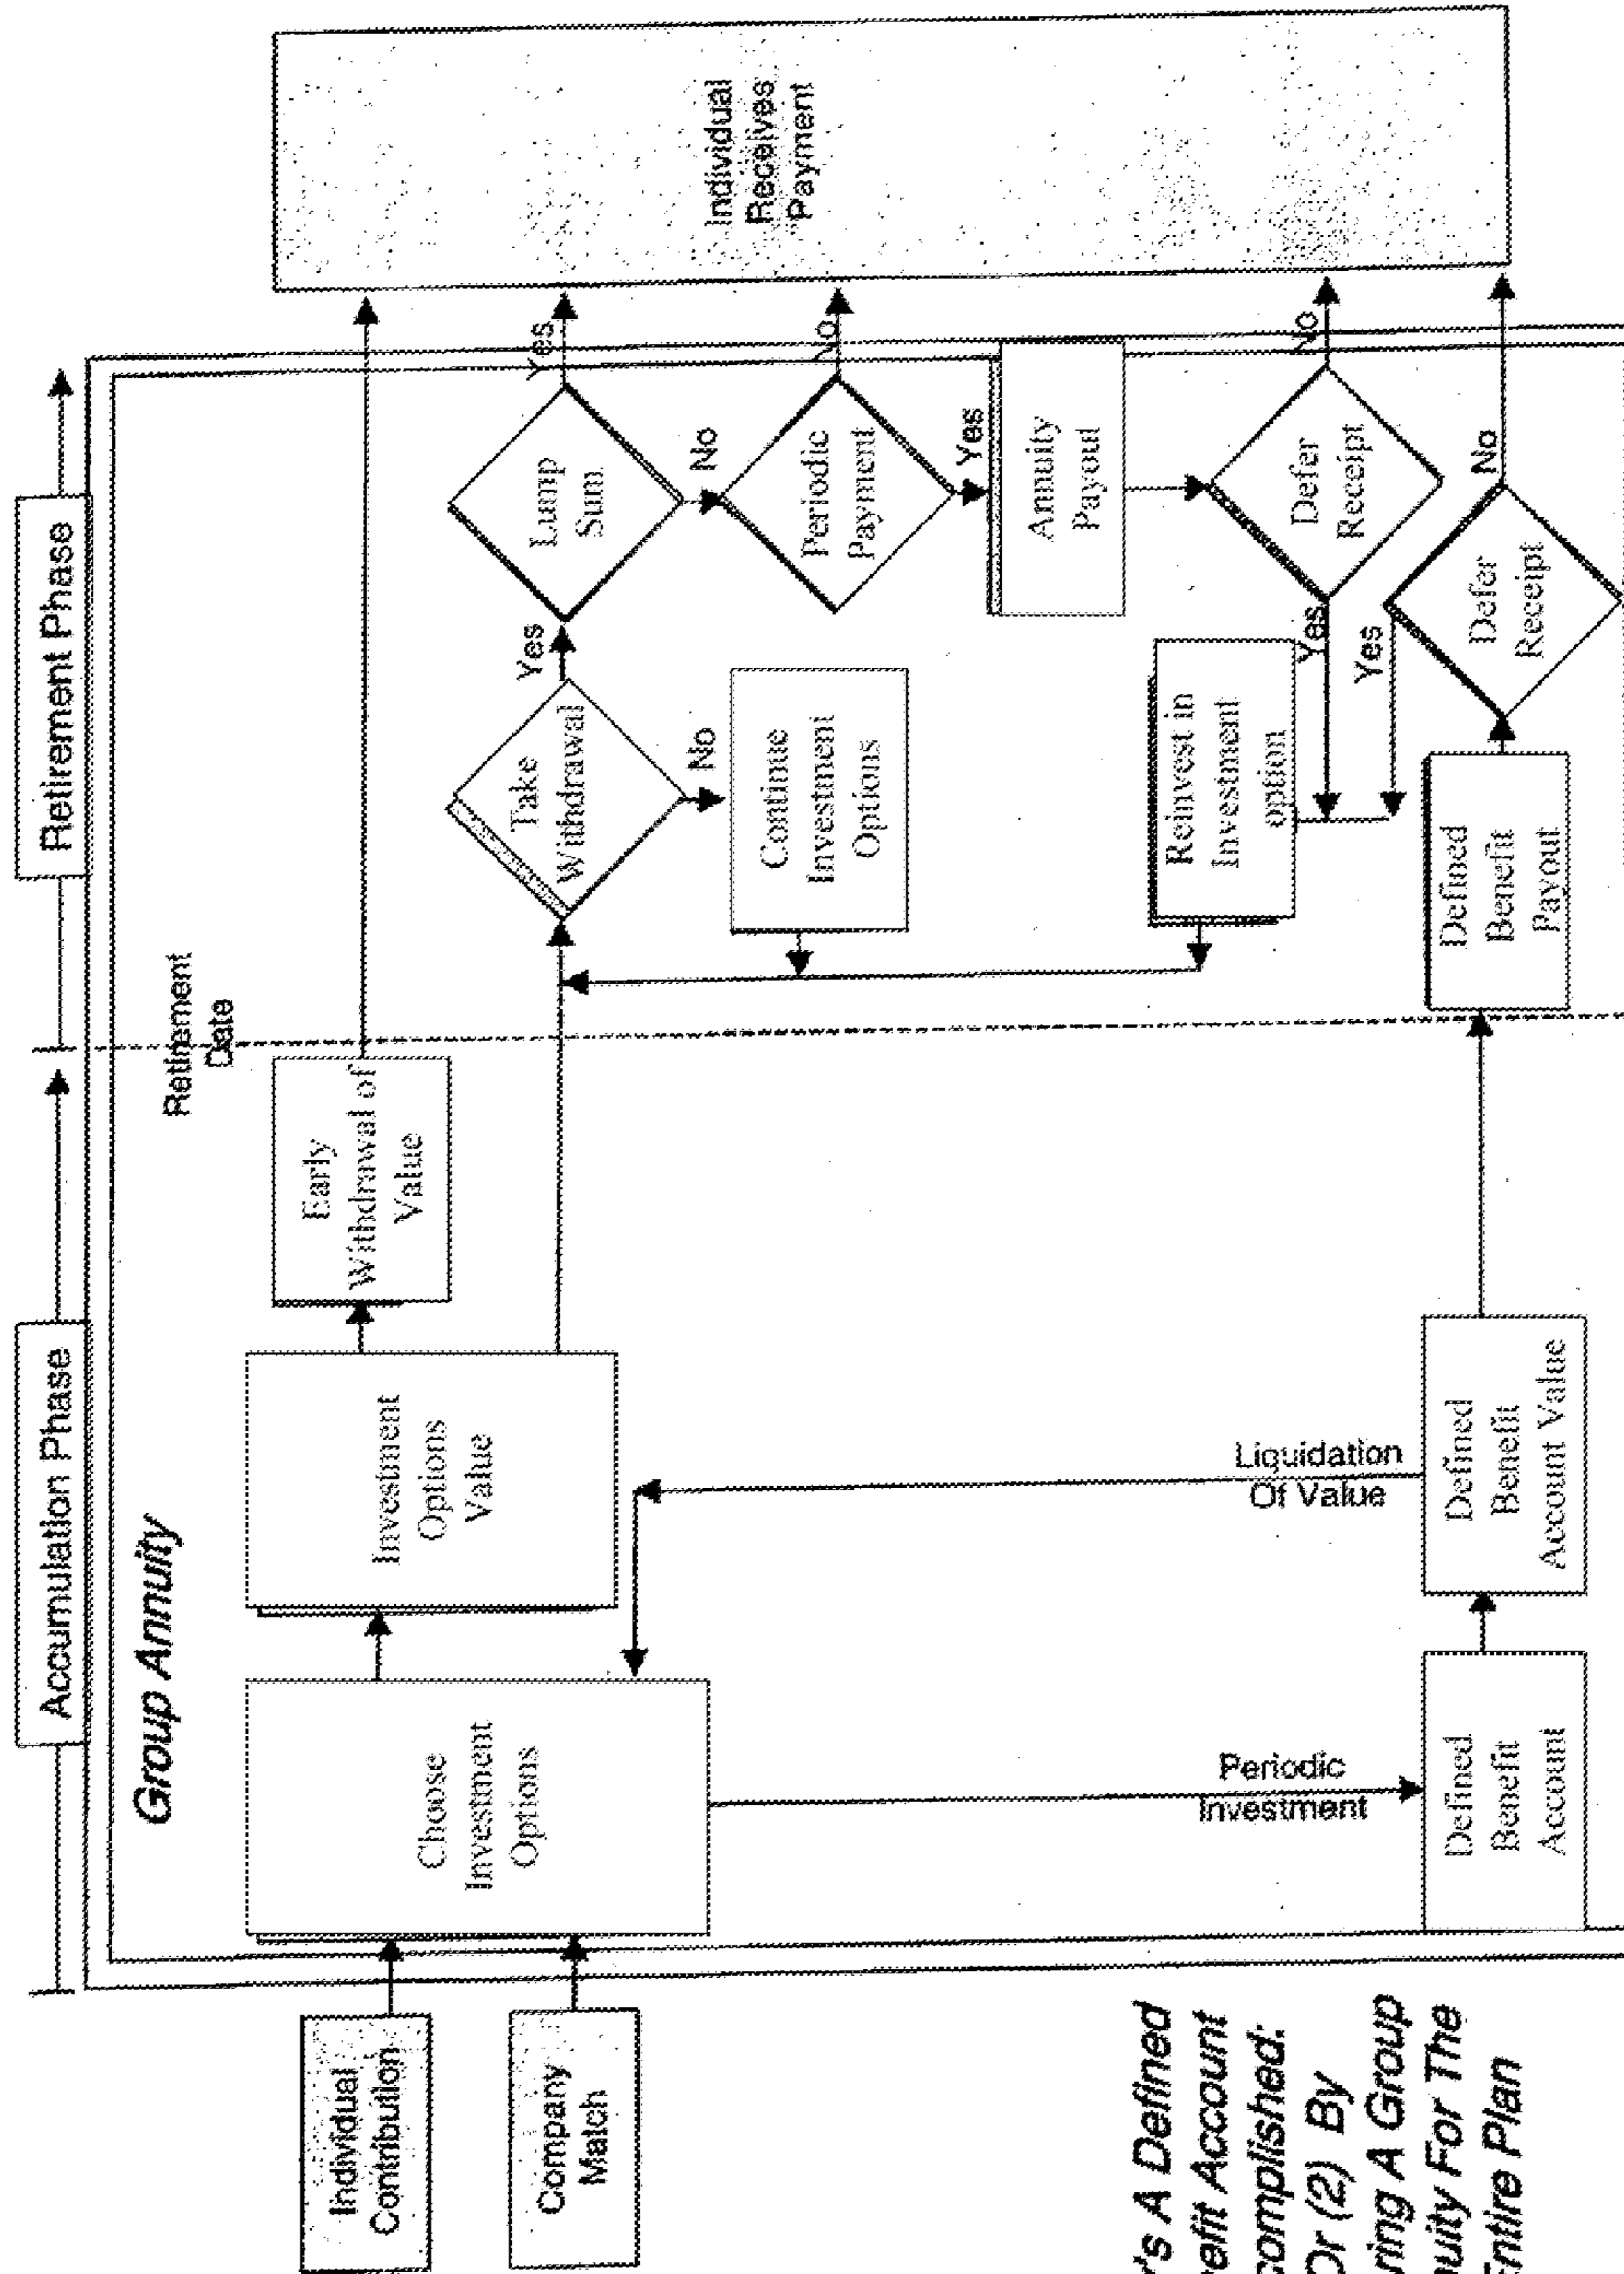 Accumulation Phase
Retirement Phase
Group Annuity
Retirement
Date
Individual
Contribution
Company
Match
Choose
Investment
Options
Investment
Options
Value
Early
Withdrawal of
Value
Take
Withdrawal
Yes
No
Lump
Sum
Yes
No
Continue
Investment
Options
Periodic
Payment
No
Yes
Annuity
Payout
Individual
Receives
Payment
Reinvest in
Investment
option
Defer
Receipt
No
Yes
Yes
Periodic
Investment
Liquidation
Of Value
Defined
Benefit
Account
Defined
Benefit
Account Value
Defined
Benefit
Payout
Defer
Receipt
No
's A Defined
efit Account
complished:
Or (2) By
ring A Group
uity For The
Entire Plan